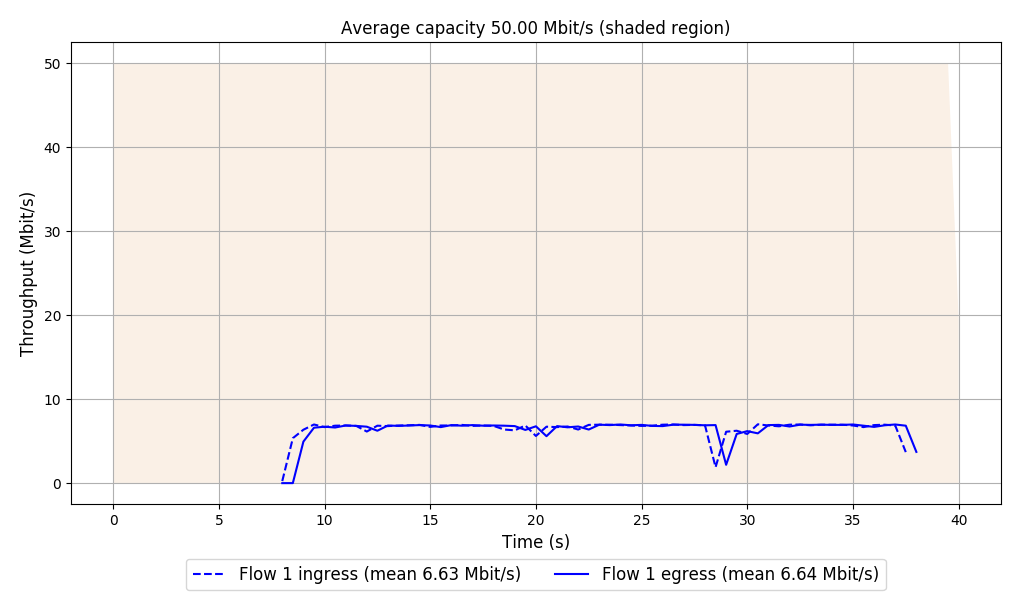 Average capacity 50.00 Mbit/s (shaded region)
Throughput (Mbit/s)
50
40
30
20
10
0
0 5 10 15 20 25 30 35 40
Time (s)
Flow 1 ingress (mean 6.63 Mbit/s) Flow 1 egress (mean 6.64 Mbit/s)